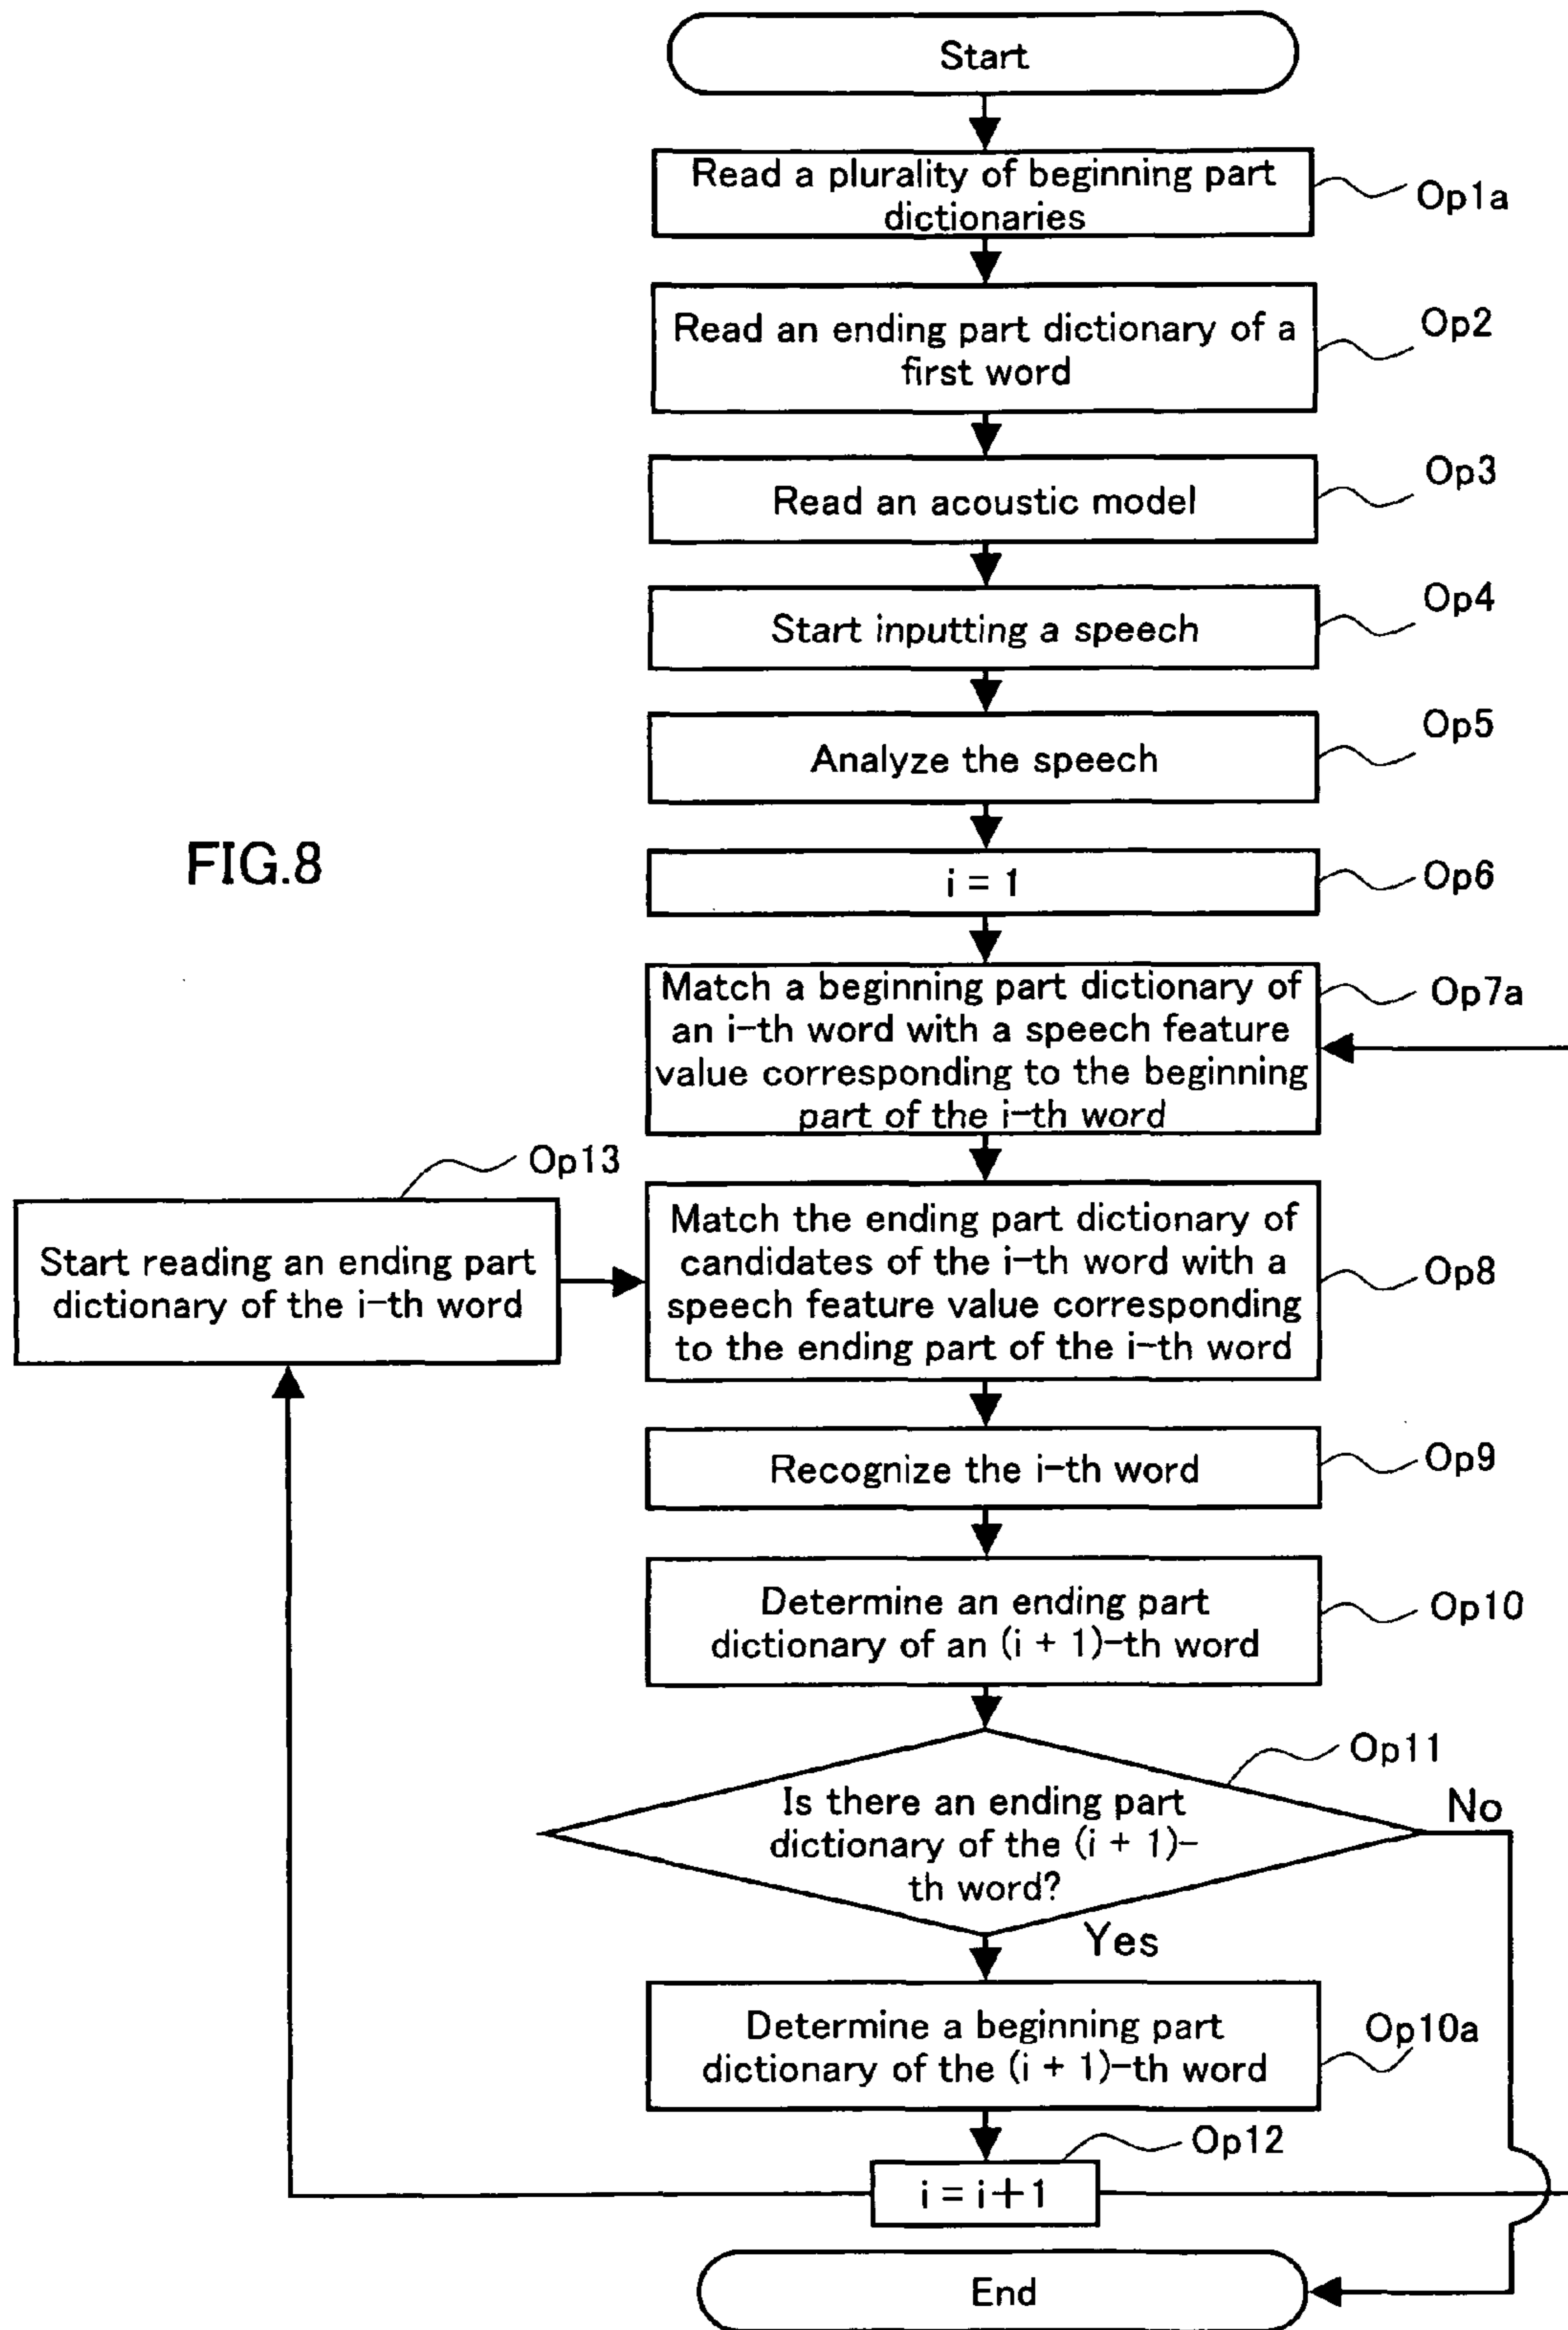 Start
Read a plurality of beginning part
dictionaries
Op1a
Read an ending part dictionary of a
first word
Op2
Read an acoustic model
Op3
Start inputting a speech
Op4
Analyze the speech
Op5
FIG.8
i = 1
Op6
Match a beginning part dictionary of
an i-th word with a speech feature
value corresponding to the beginning
part of the i-th word
Op7a
Op13
Start reading an ending part
dictionary of the i-th word
Match the ending part dictionary of
candidates of the i-th word with a
speech feature value corresponding
to the ending part of the i-th word
Op8
Recognize the i-th word
Op9
Determine an ending part
dictionary of an (i + 1)-th word
Op10
Op11
Is there an ending part
dictionary of the (i + 1)-
th word?
No
Yes
Determine a beginning part
dictionary of the (i + 1)-th word
Op10a
Op12
i = i+1
End